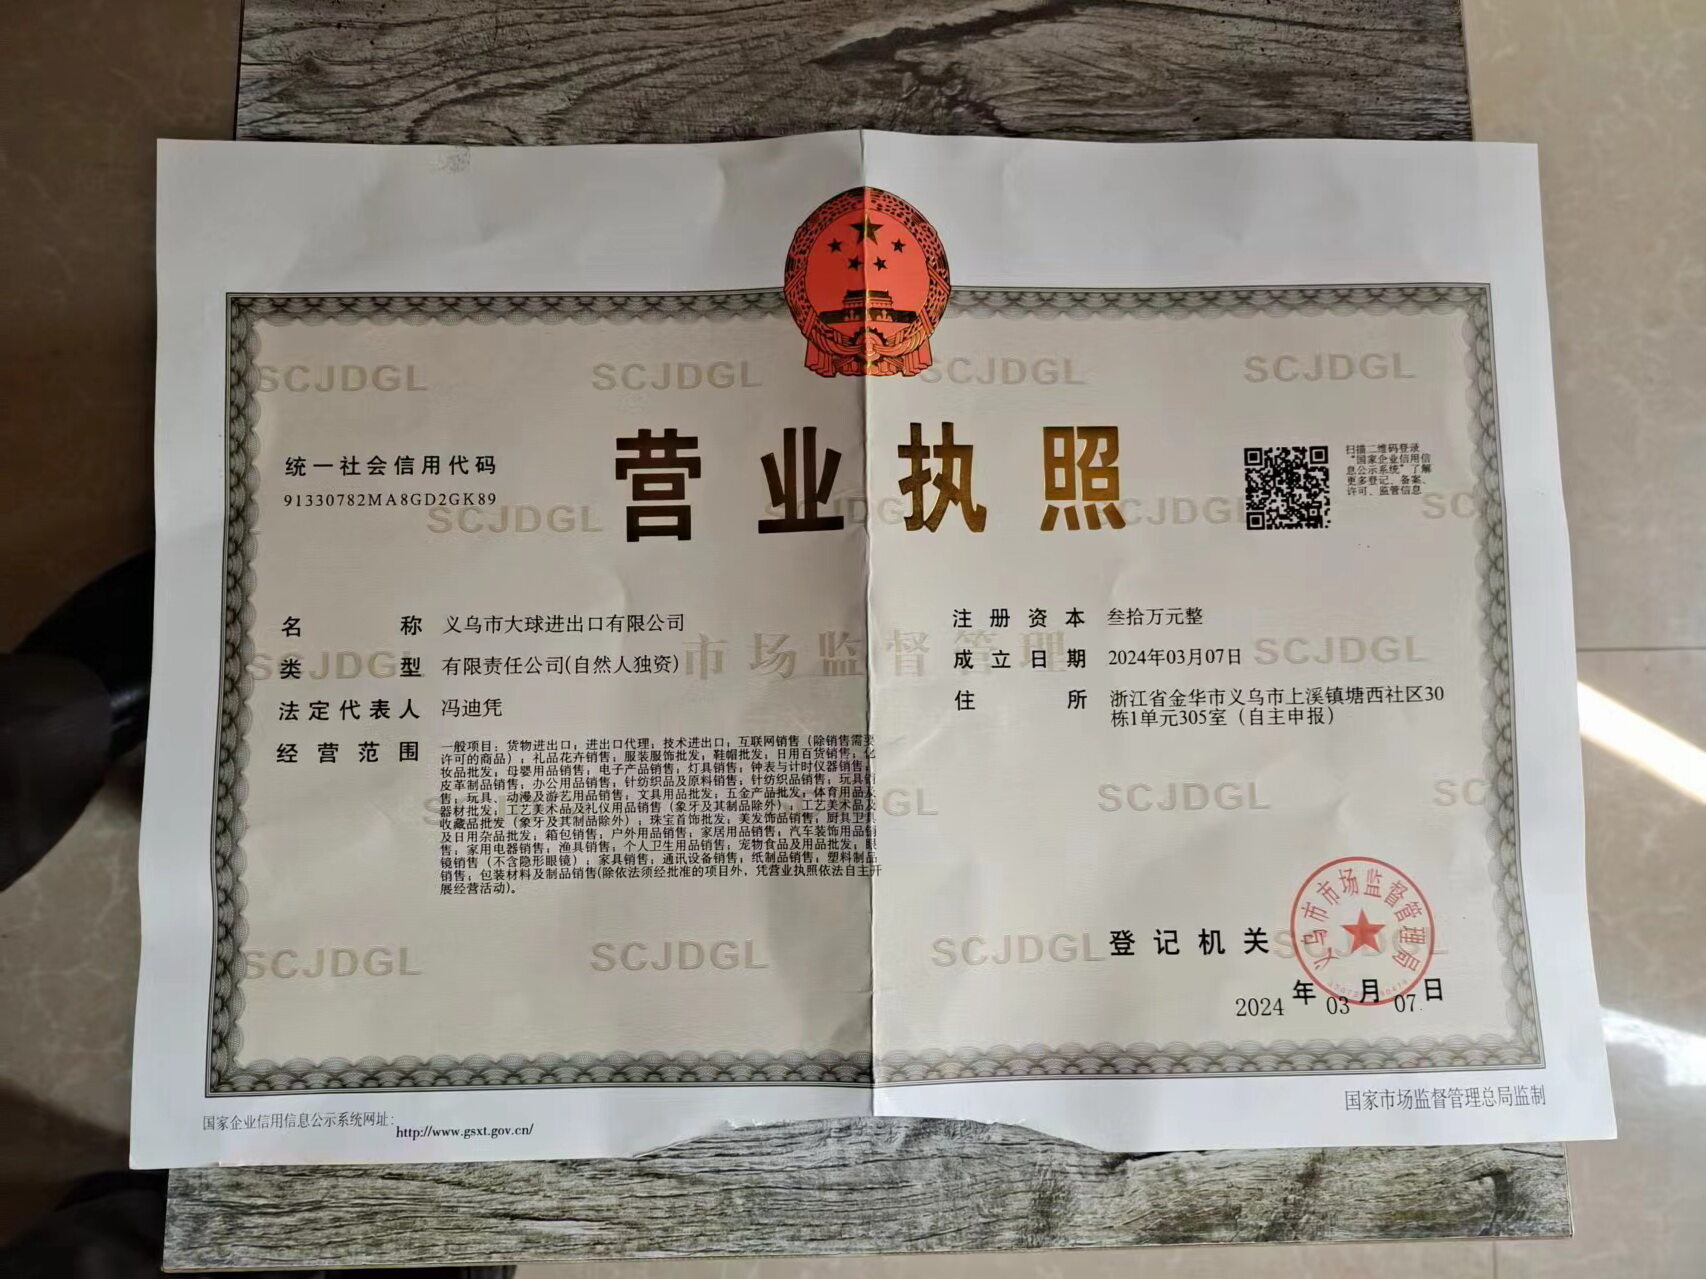 营业执照
统一社会信用代码
91330782MA8GD2GK89
扫描二维码登录
“国家企业信用信
息公示系统”了解
更多登记、备案、
许可、监管信息
名称 义乌市大球进出口有限公司
类型 有限责任公司(自然人独资)
法定代表人 冯迪凭
经营范围 一般项目：货物进出口；进出口代理；技术进出口；互联网销售（除销售需要
许可的商品）；礼品花卉销售；服装服饰批发；鞋帽批发；日用百货销售；化
妆品批发；母婴用品销售；电子产品销售；灯具销售；钟表与计时仪器销售；
皮革制品销售；办公用品销售；针纺织品及原料销售；针纺织品销售；玩具销
售；玩具、动漫及游艺用品销售；文具用品批发；五金产品批发；体育用品及
器材批发；工艺美术品及礼仪用品销售（象牙及其制品除外）；工艺美术品及
收藏品批发（象牙及其制品除外）；珠宝首饰批发；美发饰品销售；厨具卫具
及日用杂品批发；箱包销售；户外用品销售；家居用品销售；汽车装饰用品销
售；家用电器销售；渔具销售；个人卫生用品销售；宠物食品及用品批发；眼
镜销售（不含隐形眼镜）；家具销售；通讯设备销售；纸制品销售；塑料制品
销售；包装材料及制品销售(除依法须经批准的项目外，凭营业执照依法自主开
展经营活动)。
注册资本 叁拾万元整
成立日期 2024年03月07日
住所 浙江省金华市义乌市上溪镇塘西社区30
栋1单元305室（自主申报）
登记机关
义乌市市场监督管理局
2024年03月07日
国家企业信用信息公示系统网址：
http://www.gsxt.gov.cn/
国家市场监督管理总局监制
SCJDGL
市场监督管理